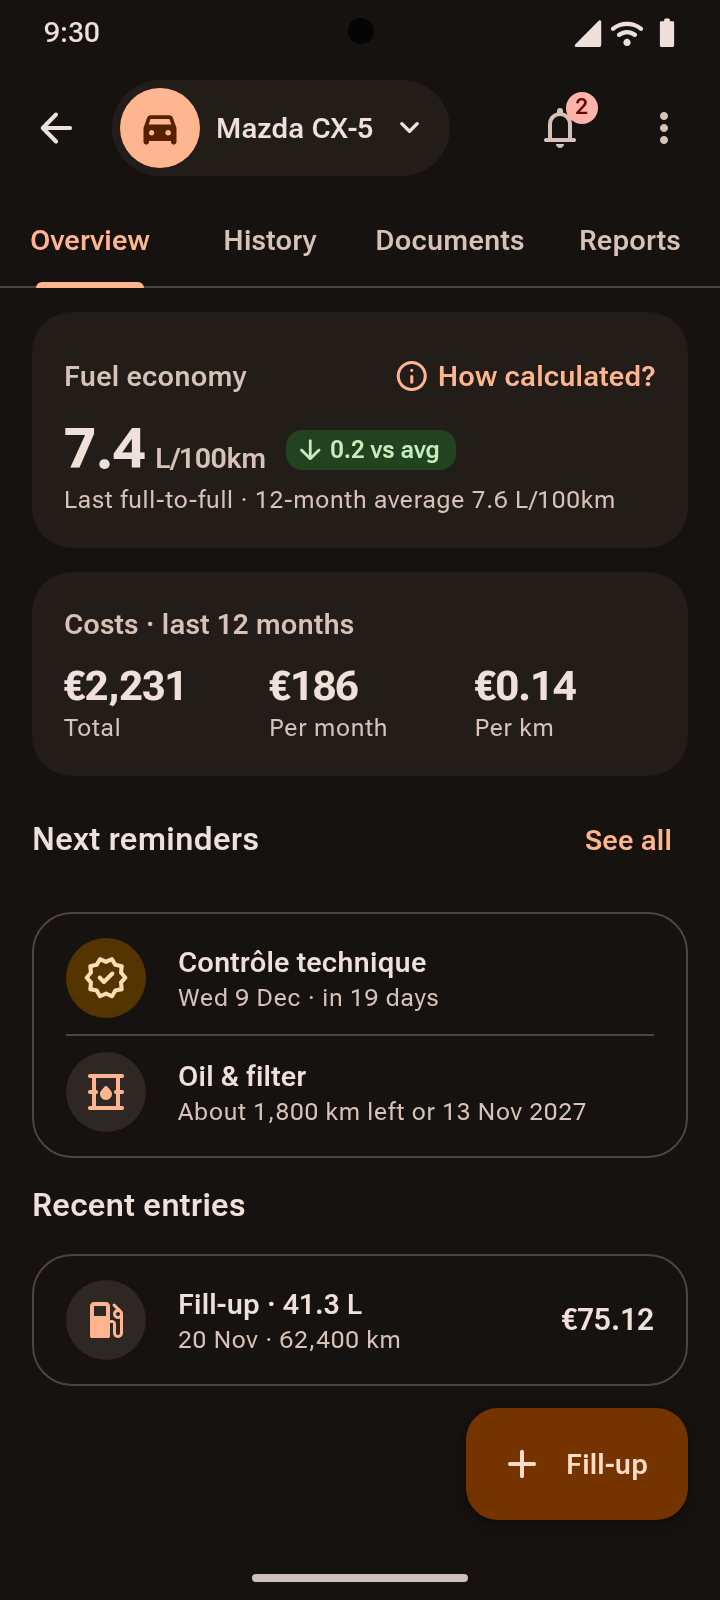 9:30
Mazda CX-5
2
Overview History Documents Reports
Fuel economy
How calculated?
7.4 L/100km
↓ 0.2 vs avg
Last full-to-full · 12-month average 7.6 L/100km
Costs · last 12 months
€2,231 €186 €0.14
Total Per month Per km
Next reminders
See all
Contrôle technique
Wed 9 Dec · in 19 days
Oil & filter
About 1,800 km left or 13 Nov 2027
Recent entries
Fill-up · 41.3 L
20 Nov · 62,400 km
€75.12
+ Fill-up